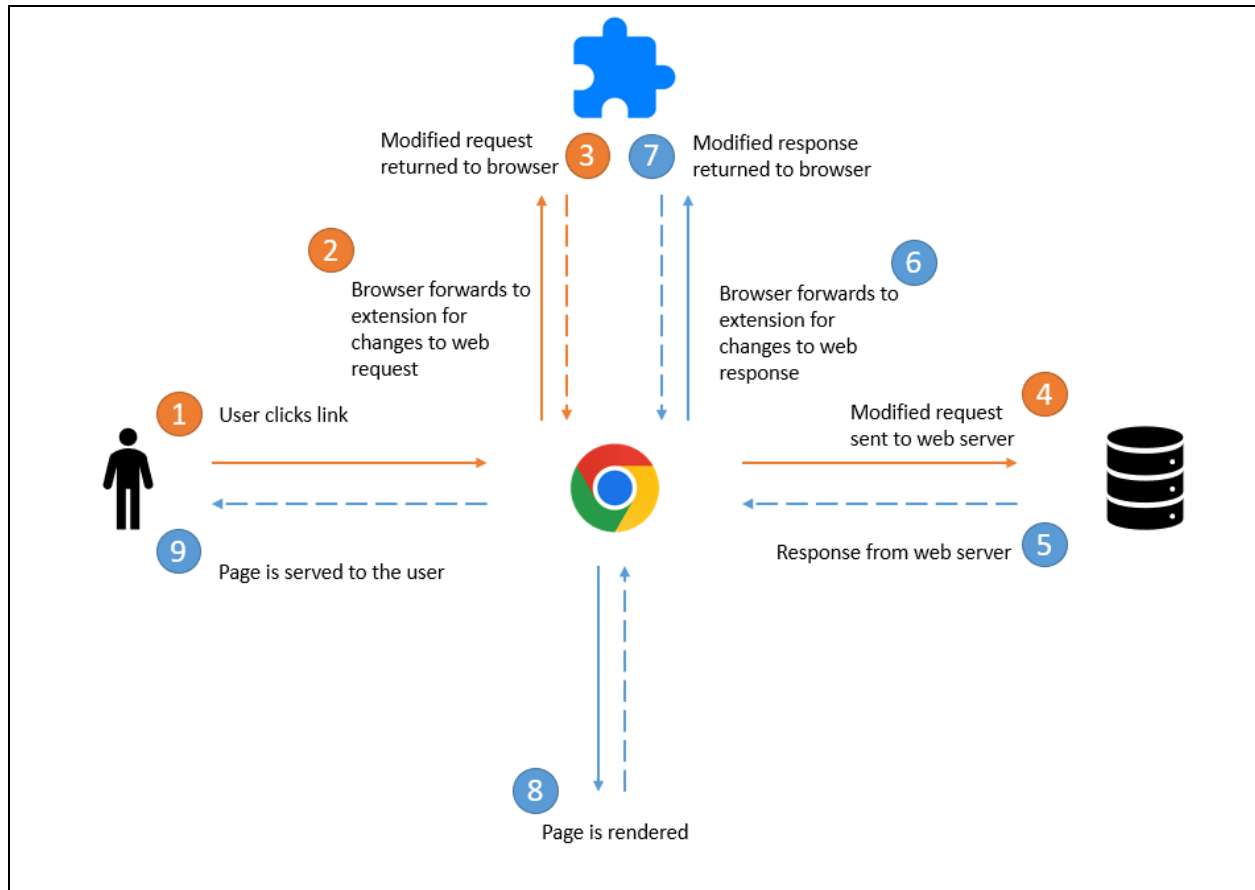 3
Modified request
returned to browser
7
Modified response
returned to browser
2
Browser forwards to
extension for
changes to web
request
6
Browser forwards to
extension for
changes to web
response
1
User clicks link
4
Modified request
sent to web server
9
Page is served to the user
5
Response from web server
8
Page is rendered